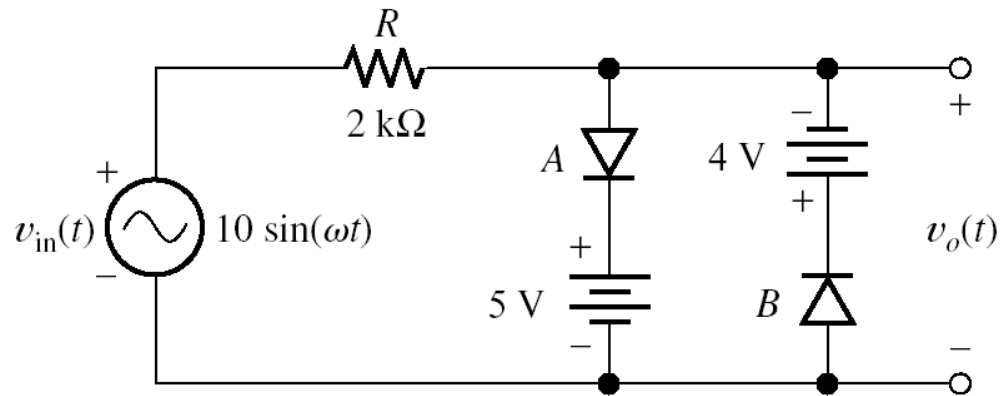 R
2 kΩ
+
−
v_in(t)
10 sin(ωt)
A
+
5 V
−
−
4 V
+
B
+
v_o(t)
−